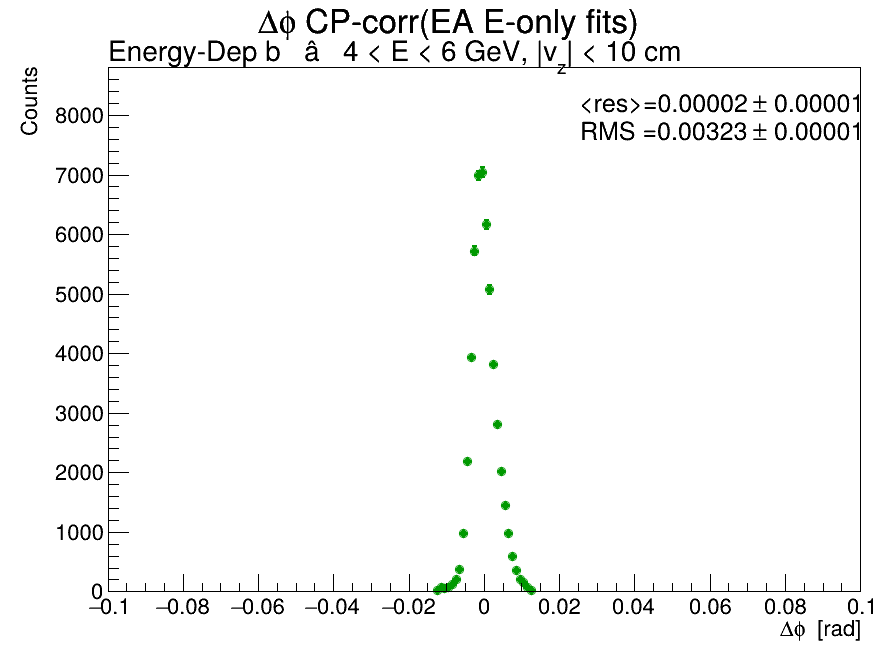 Δϕ CP-corr(EA E-only fits)
Energy-Dep b â 4 < E < 6 GeV, |v_z| < 10 cm
Counts
<res>=0.00002 ± 0.00001
RMS =0.00323 ± 0.00001
8000
7000
6000
5000
4000
3000
2000
1000
0
−0.1 −0.08 −0.06 −0.04 −0.02 0 0.02 0.04 0.06 0.08 0.1
Δϕ [rad]